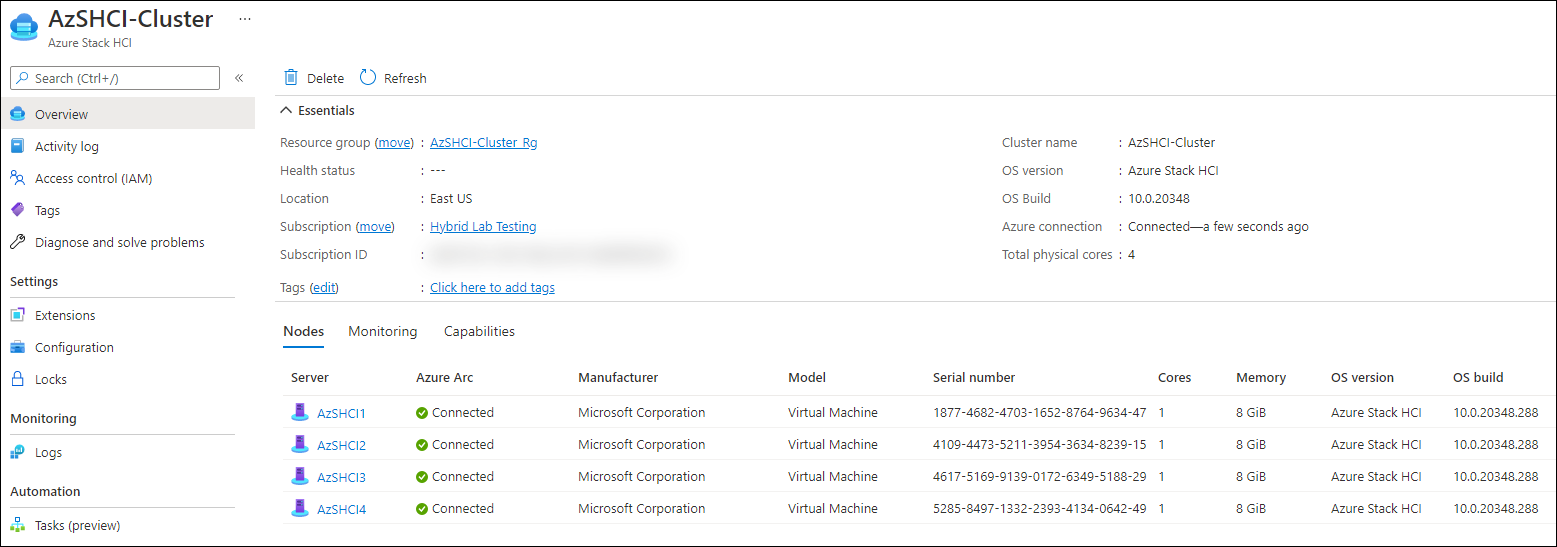 AzSHCI-Cluster ...
Azure Stack HCI
Search (Ctrl+/) «
Overview
Activity log
Access control (IAM)
Tags
Diagnose and solve problems
Settings
Extensions
Configuration
Locks
Monitoring
Logs
Automation
Tasks (preview)
Delete Refresh
Essentials
Resource group (move) : AzSHCI-Cluster_Rg
Health status : ---
Location : East US
Subscription (move) : Hybrid Lab Testing
Subscription ID :
Tags (edit) : Click here to add tags
Cluster name : AzSHCI-Cluster
OS version : Azure Stack HCI
OS Build : 10.0.20348
Azure connection : Connected—a few seconds ago
Total physical cores : 4
Nodes Monitoring Capabilities
Server Azure Arc Manufacturer Model Serial number Cores Memory OS version OS build
AzSHCI1 Connected Microsoft Corporation Virtual Machine 1877-4682-4703-1652-8764-9634-47 1 8 GiB Azure Stack HCI 10.0.20348.288
AzSHCI2 Connected Microsoft Corporation Virtual Machine 4109-4473-5211-3954-3634-8239-15 1 8 GiB Azure Stack HCI 10.0.20348.288
AzSHCI3 Connected Microsoft Corporation Virtual Machine 4617-5169-9139-0172-6349-5188-29 1 8 GiB Azure Stack HCI 10.0.20348.288
AzSHCI4 Connected Microsoft Corporation Virtual Machine 5285-8497-1332-2393-4134-0642-49 1 8 GiB Azure Stack HCI 10.0.20348.288